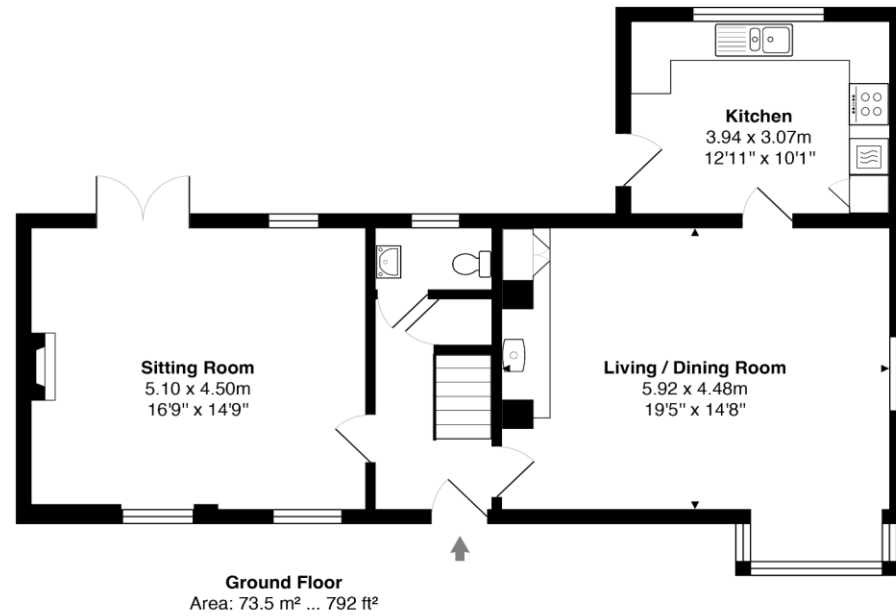 Kitchen
3.94 x 3.07m
12'11" x 10'1"
Sitting Room
5.10 x 4.50m
16'9" x 14'9"
Living / Dining Room
5.92 x 4.48m
19'5" x 14'8"
Ground Floor
Area: 73.5 m² ... 792 ft²